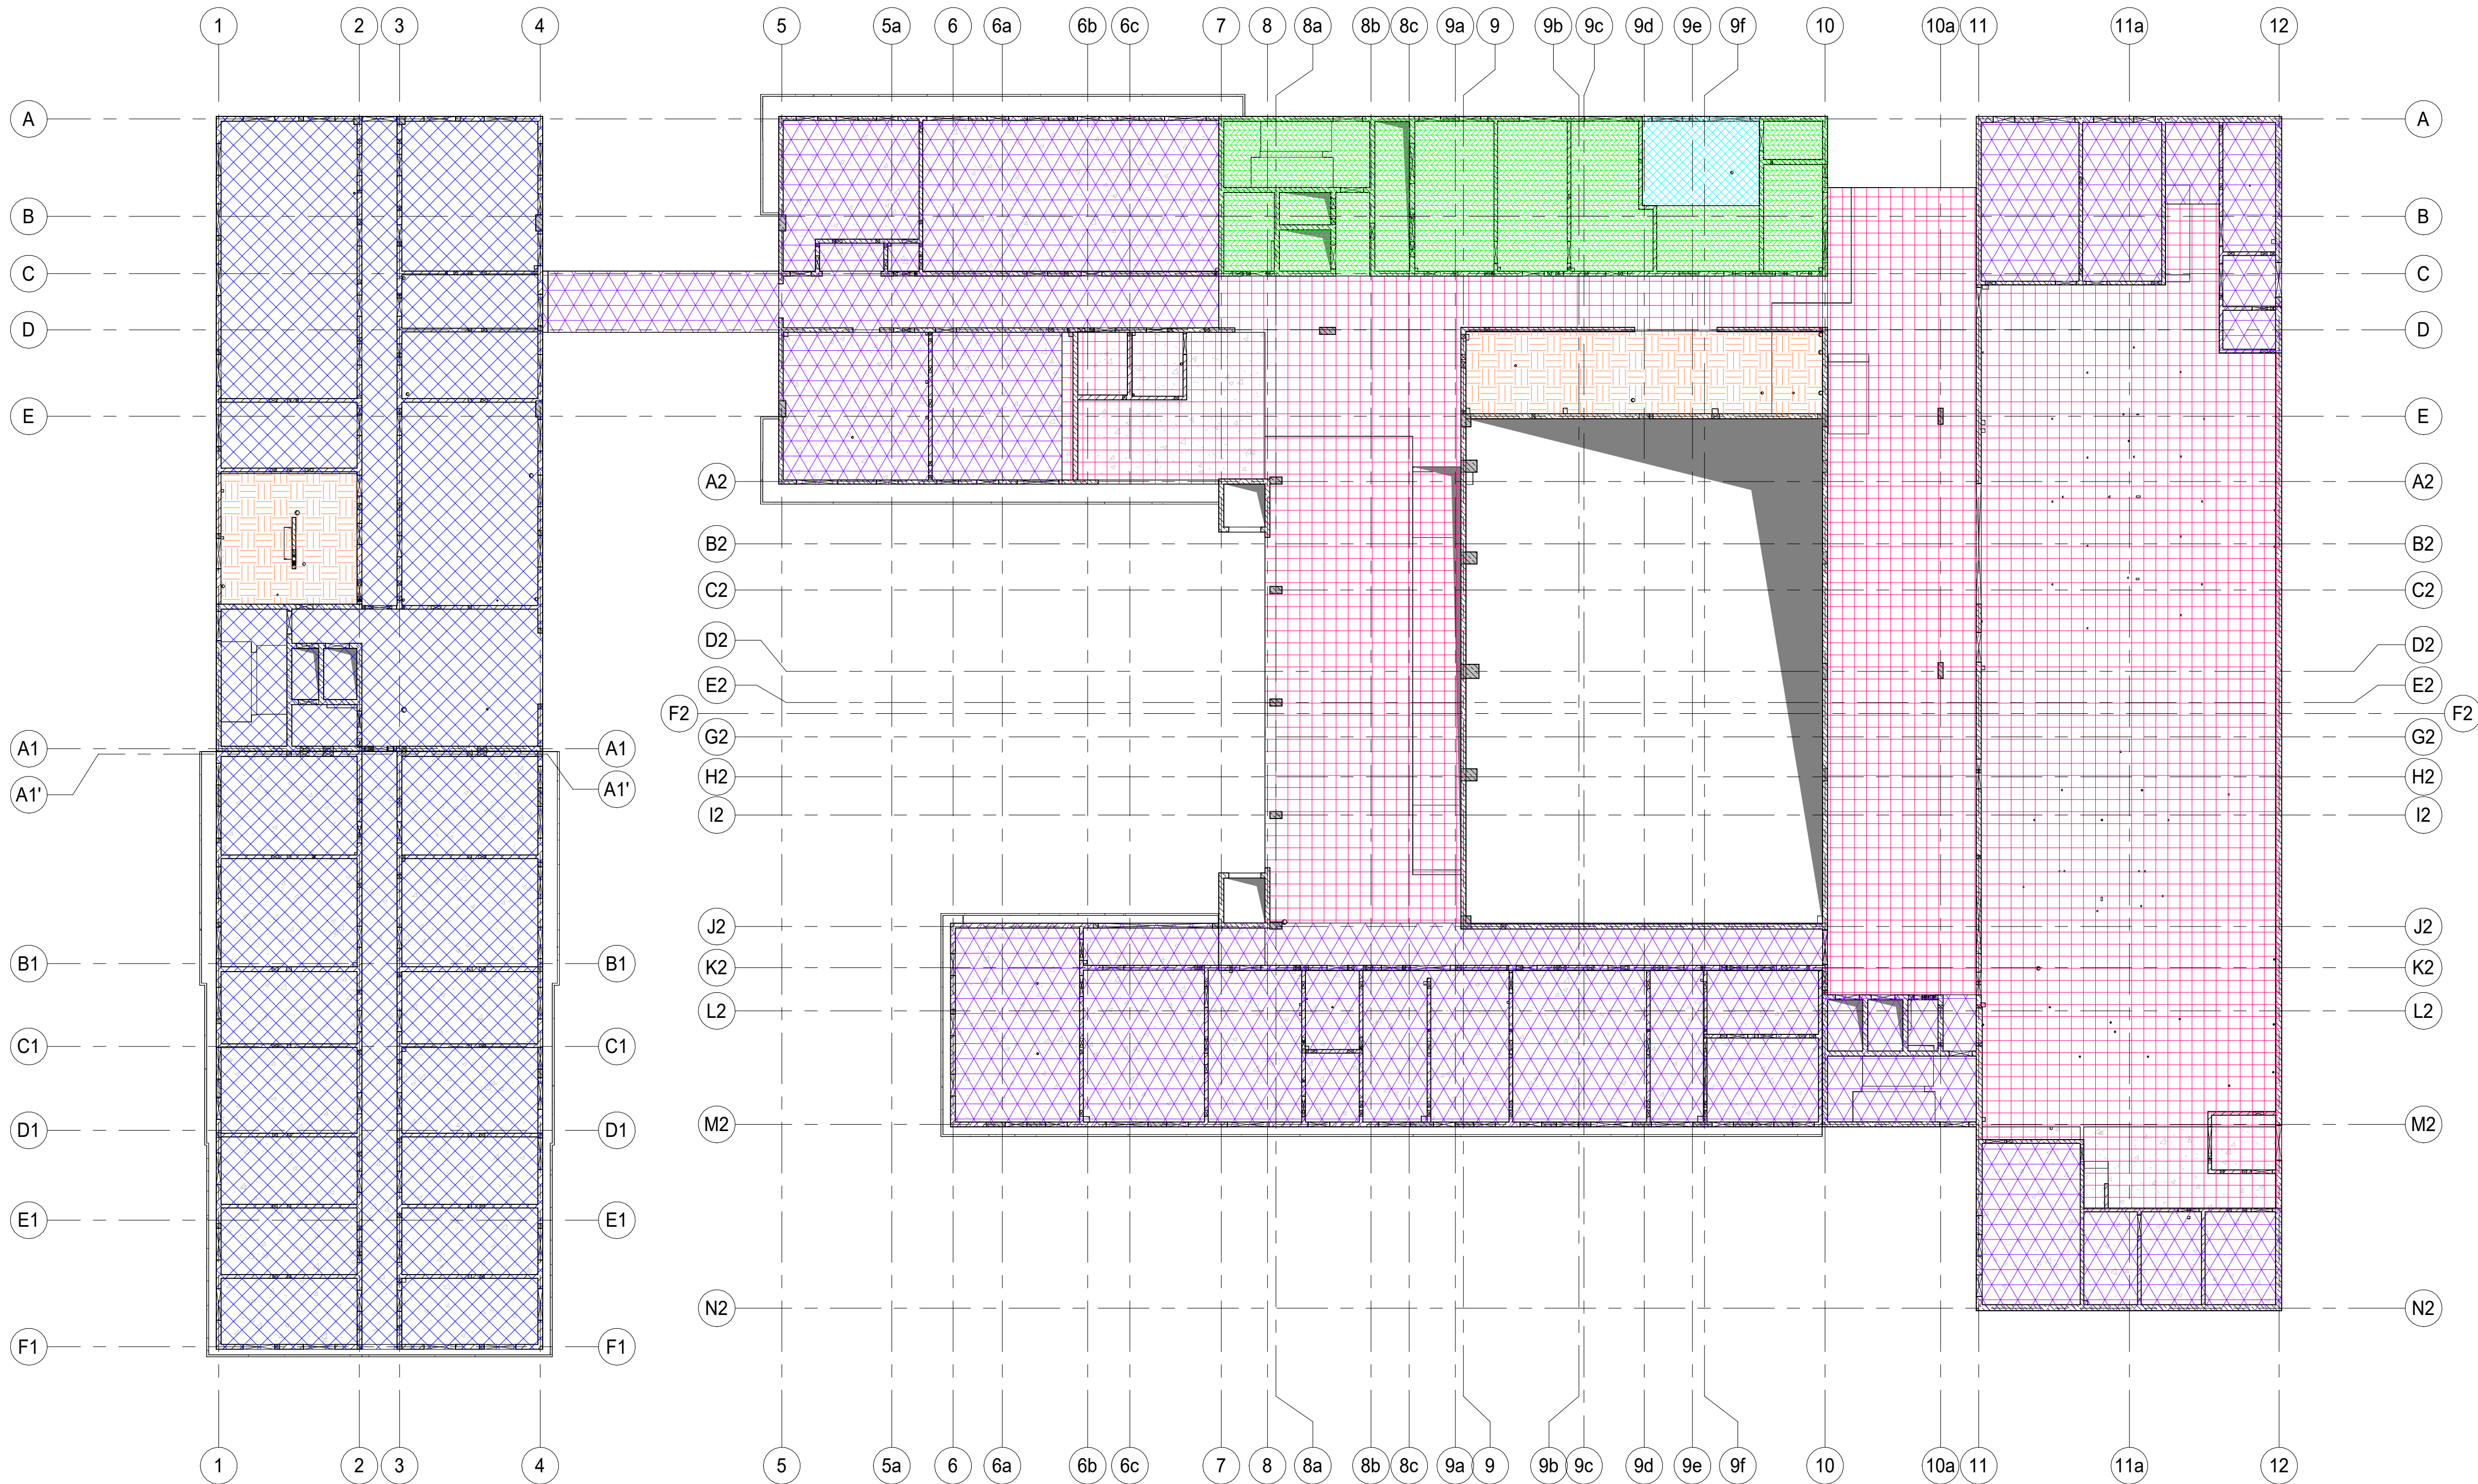 1 2 3 4 5 5a 6 6a 6b 6c 7 8 8a 8b 8c 9a 9 9b 9c 9d 9e 9f 10 10a 11 11a 12
A A
B B
C C
D D
E E
A2 A2
B2 B2
C2 C2
D2 D2
E2 E2
F2 F2
G2 G2
A1 A1
H2 H2
A1' A1'
I2 I2
J2 J2
B1 B1
K2 K2
L2 L2
C1 C1
M2 M2
D1 D1
E1 E1
N2 N2
F1 F1
1 2 3 4 5 5a 6 6a 6b 6c 7 8 8a 8b 8c 9a 9 9b 9c 9d 9e 9f 10 10a 11 11a 12